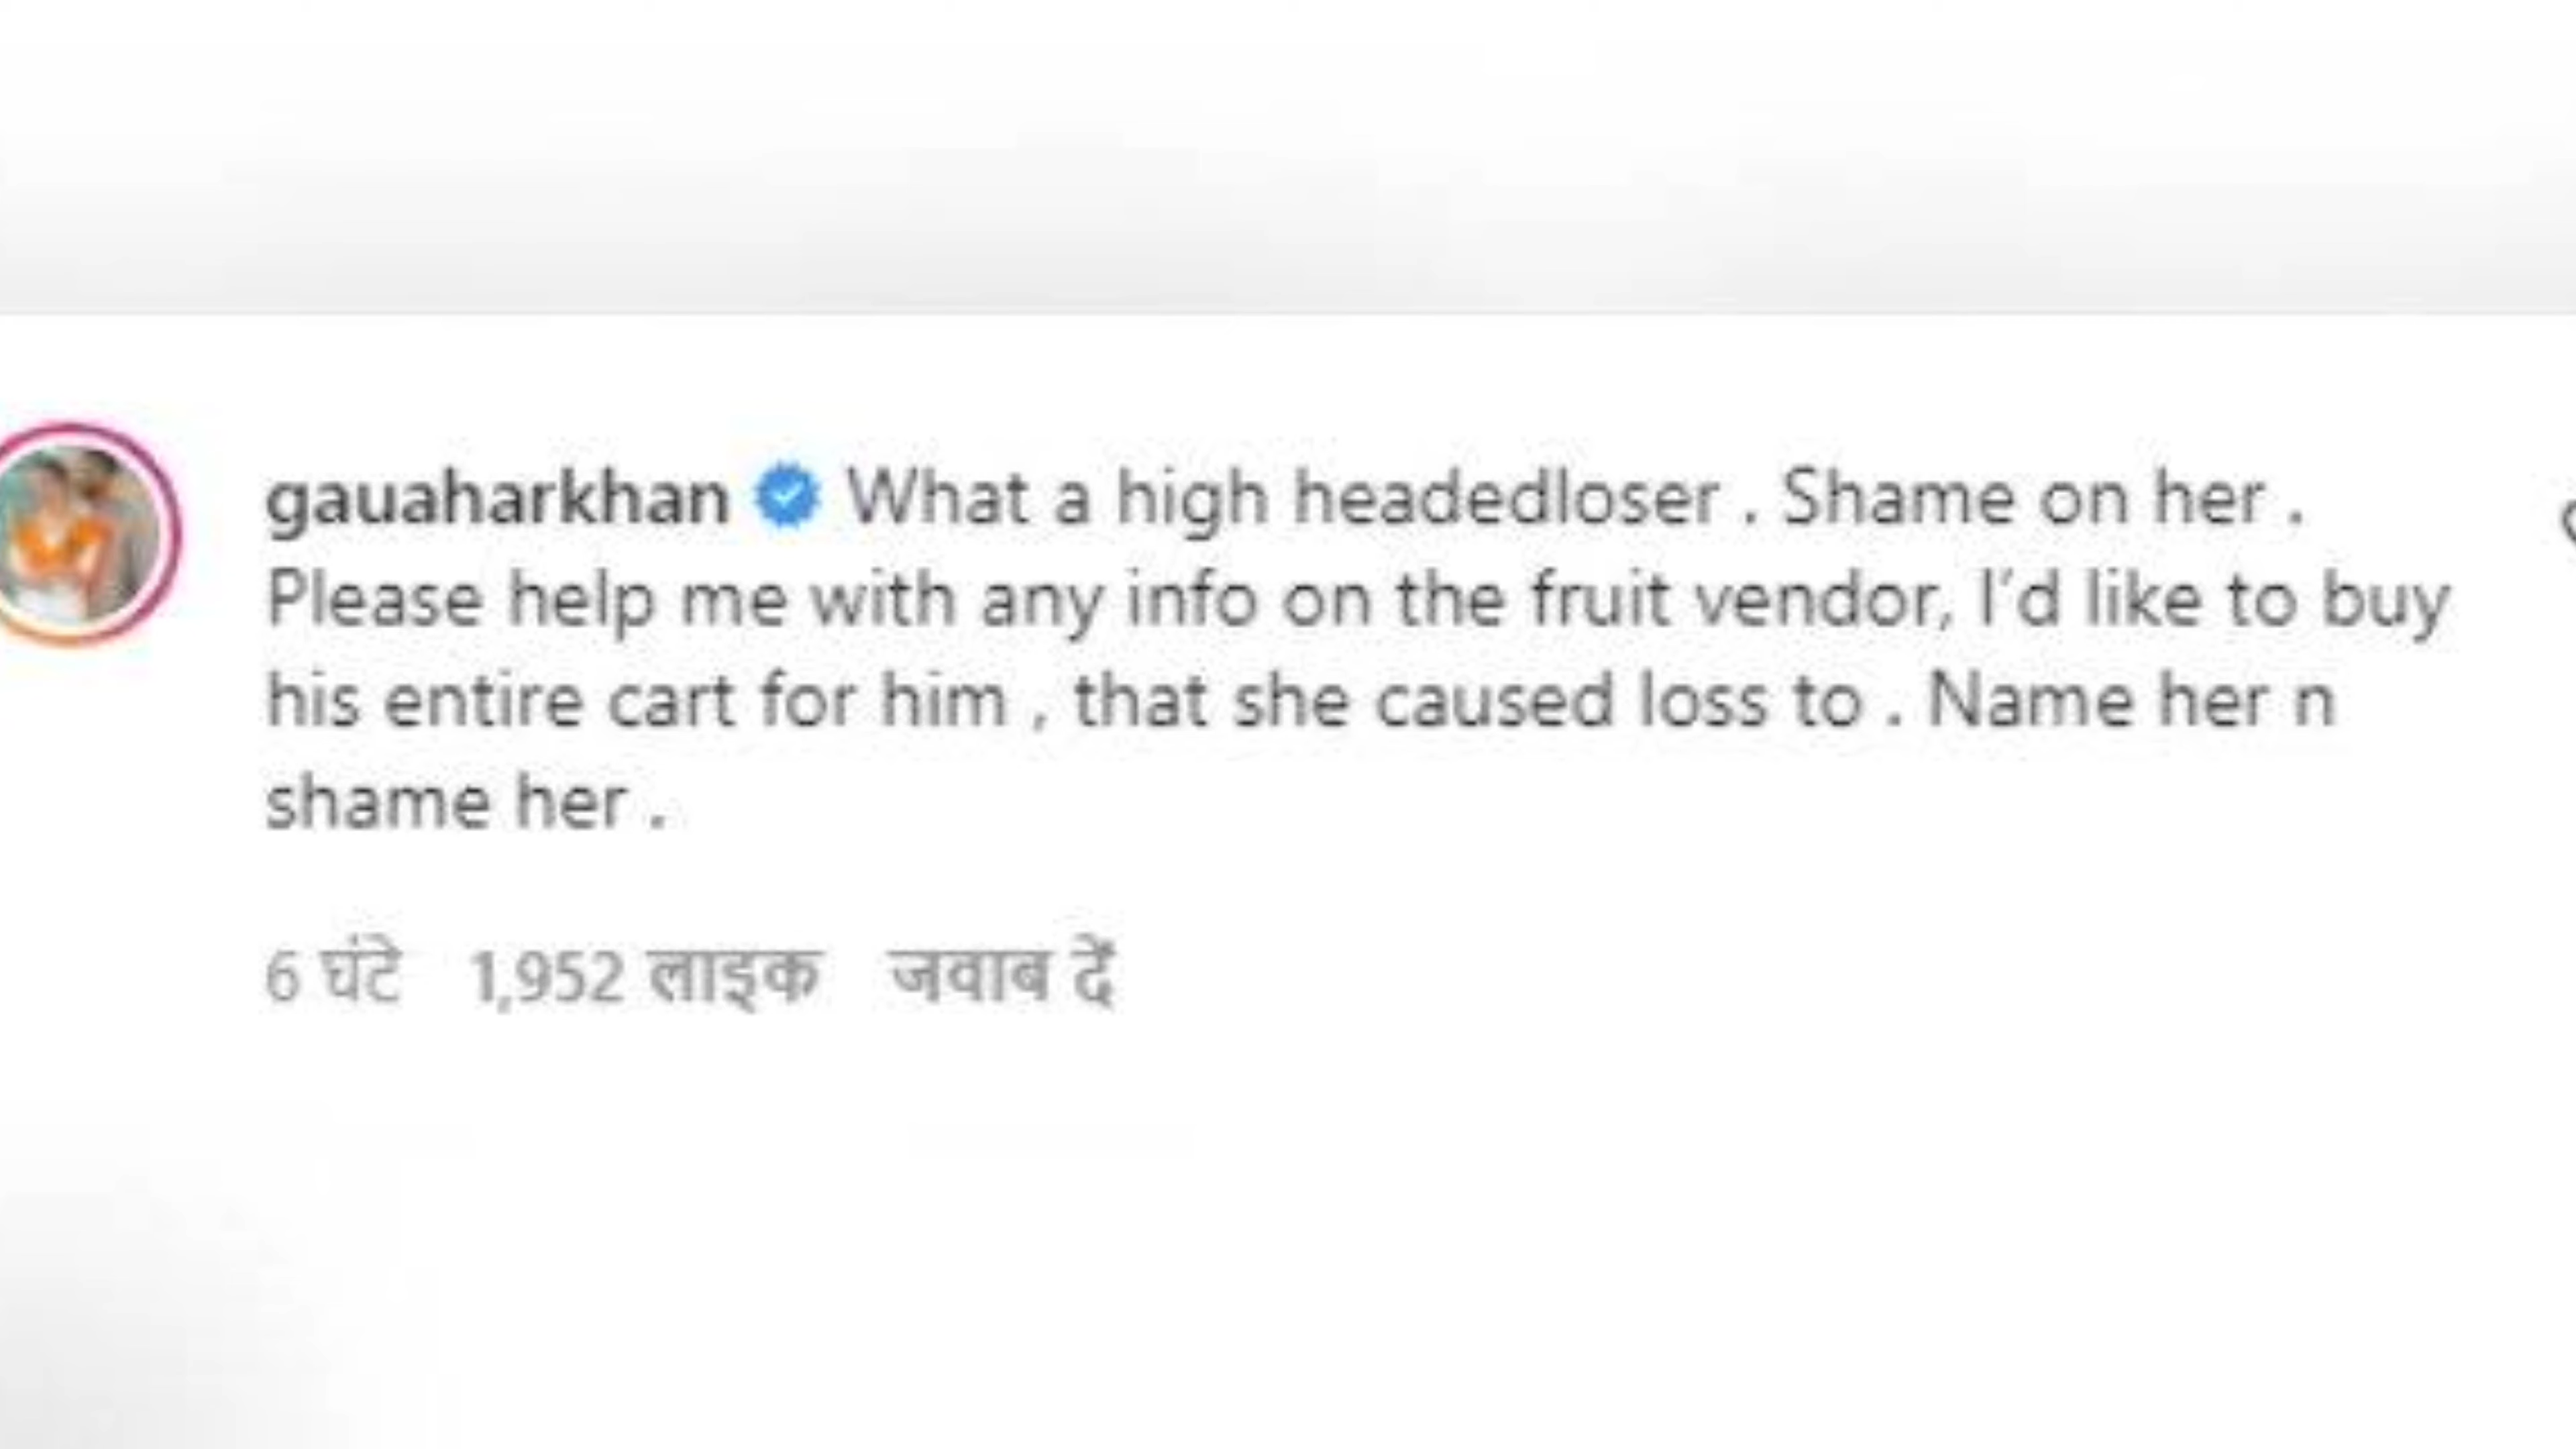 gauaharkhan What a high headedloser . Shame on her .
Please help me with any info on the fruit vendor, I'd like to buy
his entire cart for him , that she caused loss to . Name her n
shame her .
6 घंटे 1,952 लाइक जवाब दें